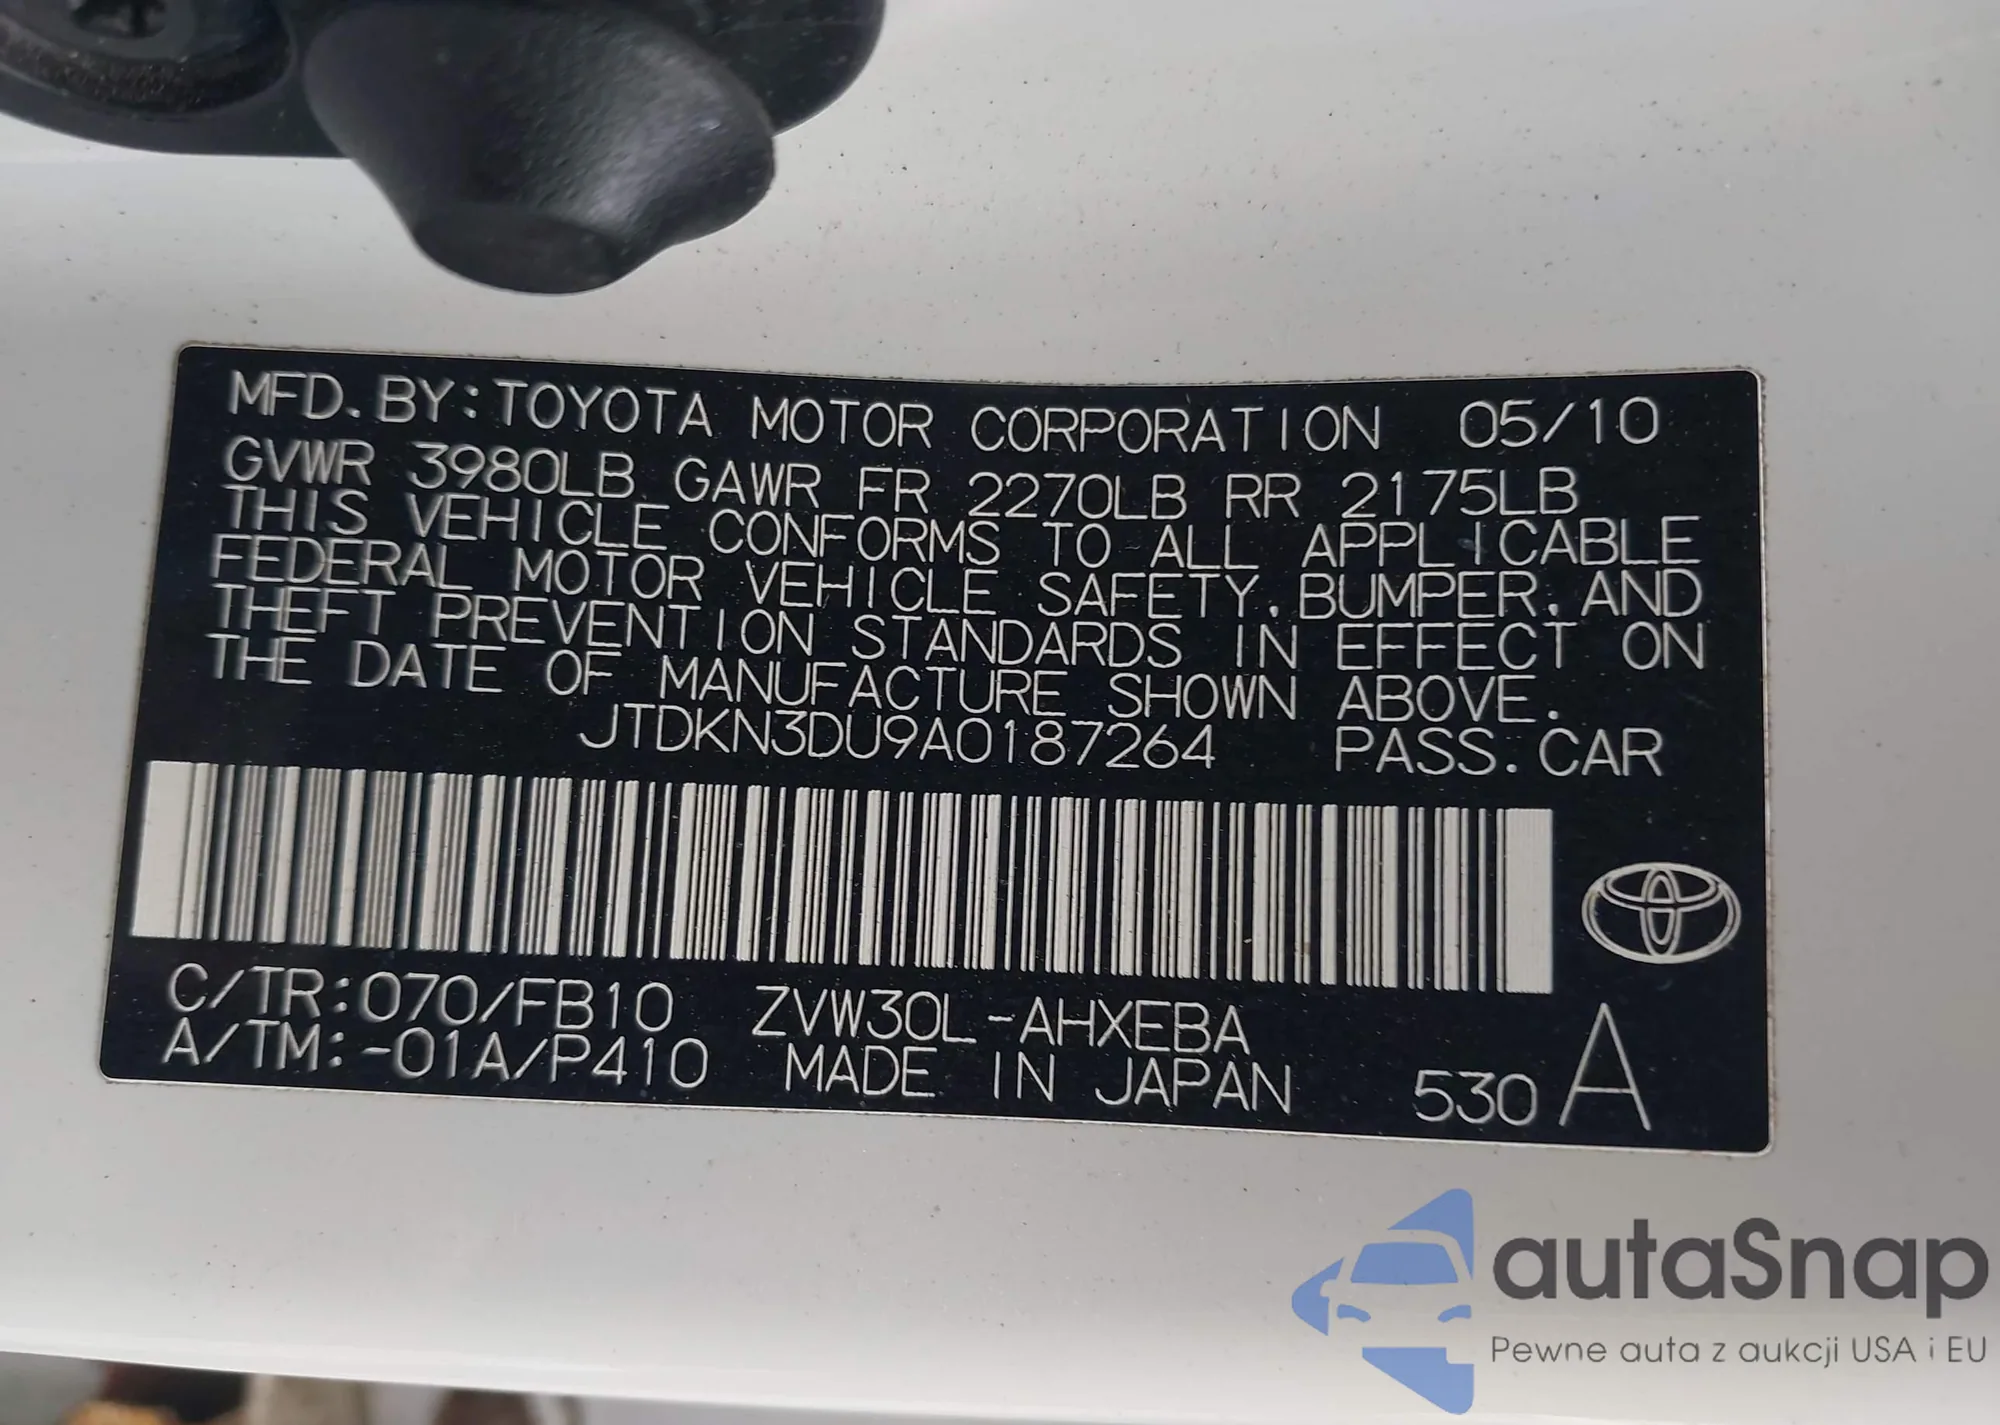 MFD. BY: TOYOTA MOTOR CORPORATION 05/10
GVWR 3980LB GAWR FR 2270LB RR 2175LB
THIS VEHICLE CONFORMS TO ALL APPLICABLE
FEDERAL MOTOR VEHICLE SAFETY, BUMPER, AND
THEFT PREVENTION STANDARDS IN EFFECT ON
THE DATE OF MANUFACTURE SHOWN ABOVE.
JTDKN3DU9A0187264 PASS. CAR
C/TR: 070/FB10 ZVW30L-AHXEBA
A/TM: -01A/P410 MADE IN JAPAN 530 A
autaSnap
Pewne auta z aukcji USA i EU